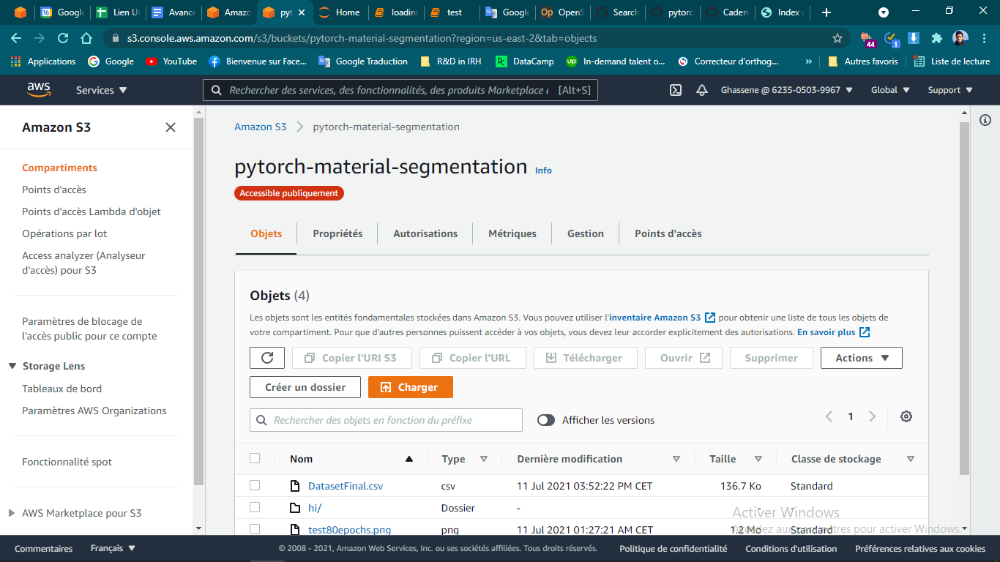 Googl
Lien U
Avance
Amazo
pyt
Home
loading
test
Googl
OpenS
Search
pytorc
Caden
Index
s3.console.aws.amazon.com/s3/buckets/pytorch-material-segmentation?region=us-east-2&tab=objects
44
1
Applications
Google
YouTube
Bienvenue sur Face...
Google Traduction
R&D in IRH
DataCamp
In-demand talent o...
Correcteur d'orthog...
»
Autres favoris
Liste de lecture
aws
Services
Rechercher des services, des fonctionnalités, des produits Marketplace e [Alt+S]
Ghassene @ 6235-0503-9967
Global
Support
Amazon S3
Compartiments
Points d'accès
Points d'accès Lambda d'objet
Opérations par lot
Access analyzer (Analyseur
d'accès) pour S3
Paramètres de blocage de
l'accès public pour ce compte
Storage Lens
Tableaux de bord
Paramètres AWS Organizations
Fonctionnalité spot
AWS Marketplace pour S3
Amazon S3
pytorch-material-segmentation
pytorch-material-segmentation Info
Accessible publiquement
Objets
Propriétés
Autorisations
Métriques
Gestion
Points d'accès
Objets (4)
Les objets sont les entités fondamentales stockées dans Amazon S3. Vous pouvez utiliser l'inventaire Amazon S3 pour obtenir une liste de tous les objets de
votre compartiment. Pour que d'autres personnes puissent accéder à vos objets, vous devez leur accorder explicitement des autorisations. En savoir plus
Copier l'URI S3
Copier l'URL
Télécharger
Ouvrir
Supprimer
Actions
Créer un dossier
Charger
Rechercher des objets en fonction du préfixe
Afficher les versions
1
Nom
Type
Dernière modification
Taille
Classe de stockage
DatasetFinal.csv csv 11 Jul 2021 03:52:22 PM CET 136.7 Ko Standard
hi/ Dossier - - -
test80epochs.png png 11 Jul 2021 01:27:21 AM CET 1.2 Mo Standard
Activer Windows
Accédez aux paramètres pour activer Windows.
Commentaires
Français
© 2008 - 2021, Amazon Web Services, Inc. ou ses sociétés affiliées. Tous droits réservés.
Politique de confidentialité
Conditions d'utilisation
Préférences relatives aux cookies